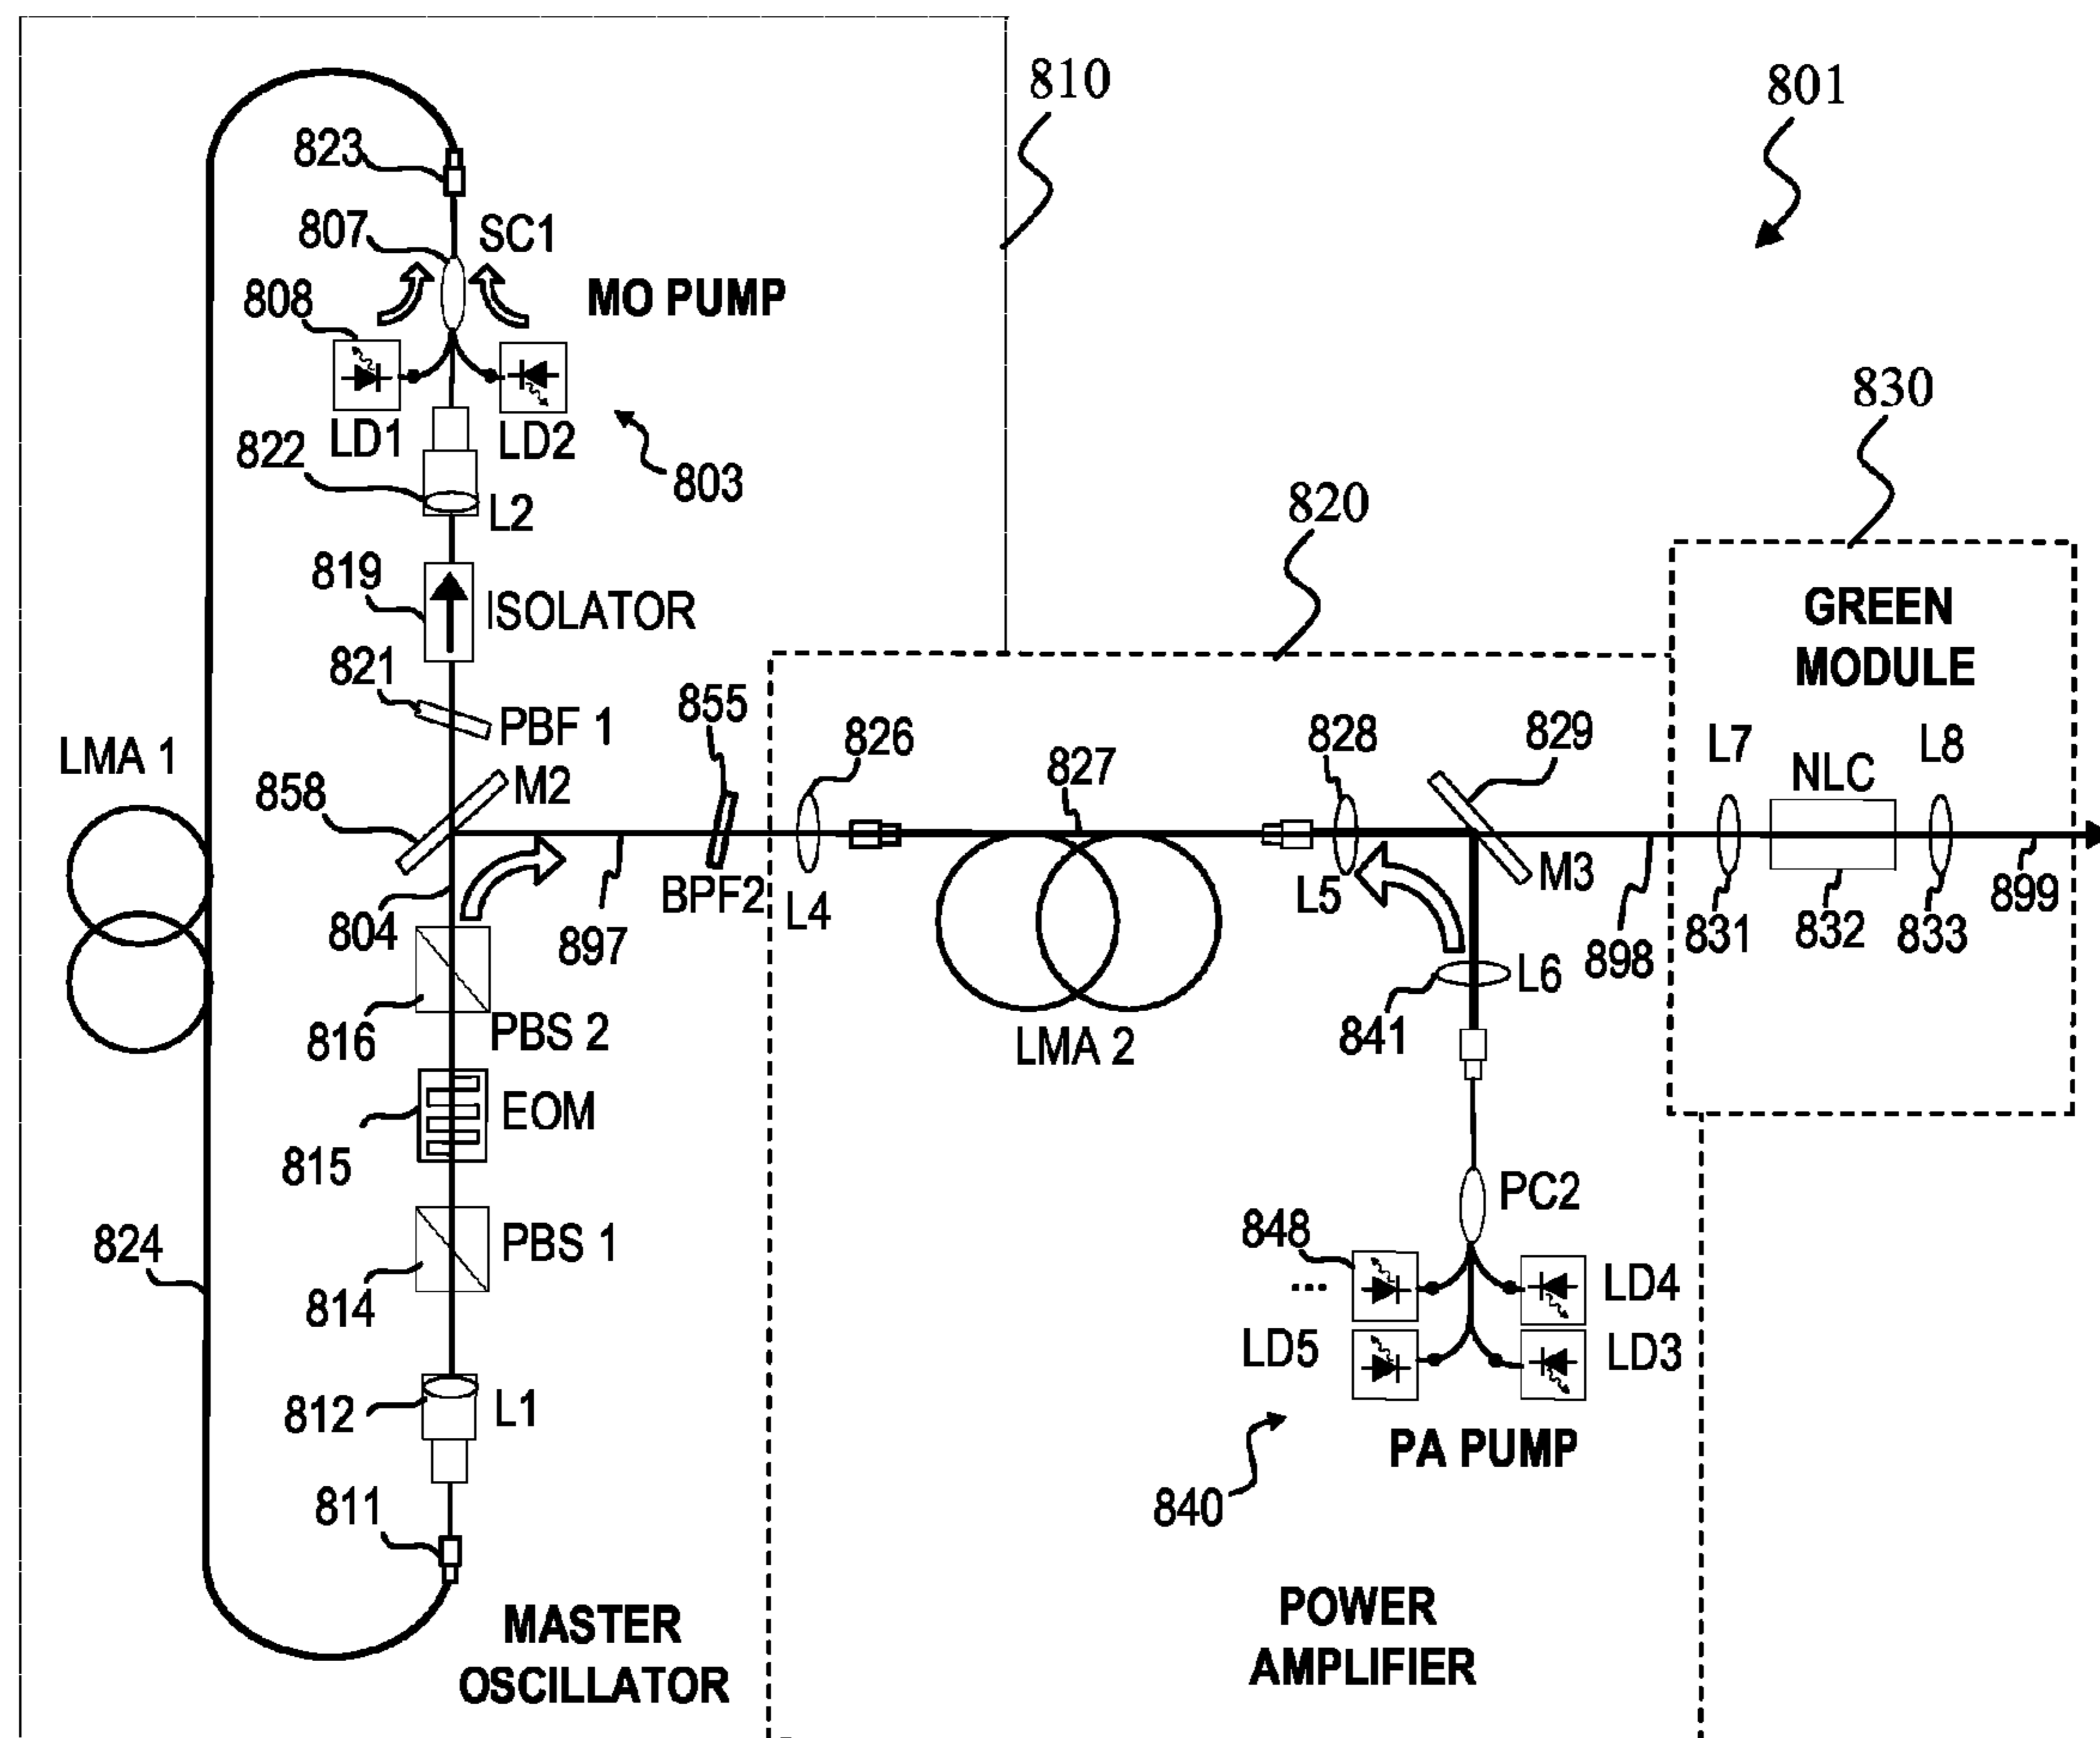 810
801
823
807
SC1
808
MO PUMP
LD1
LD2
822
803
L2
830
820
819
ISOLATOR
GREEN
MODULE
821
PBF 1
855
826
828
829
LMA 1
858
M2
827
L7
NLC
L8
BPF2
L4
L5
M3
804
897
898
831
832
833
899
L6
816
PBS 2
LMA 2
841
EOM
815
PC2
824
PBS 1
848
...
LD4
814
LD5
LD3
812
L1
PA PUMP
811
840
MASTER
OSCILLATOR
POWER
AMPLIFIER